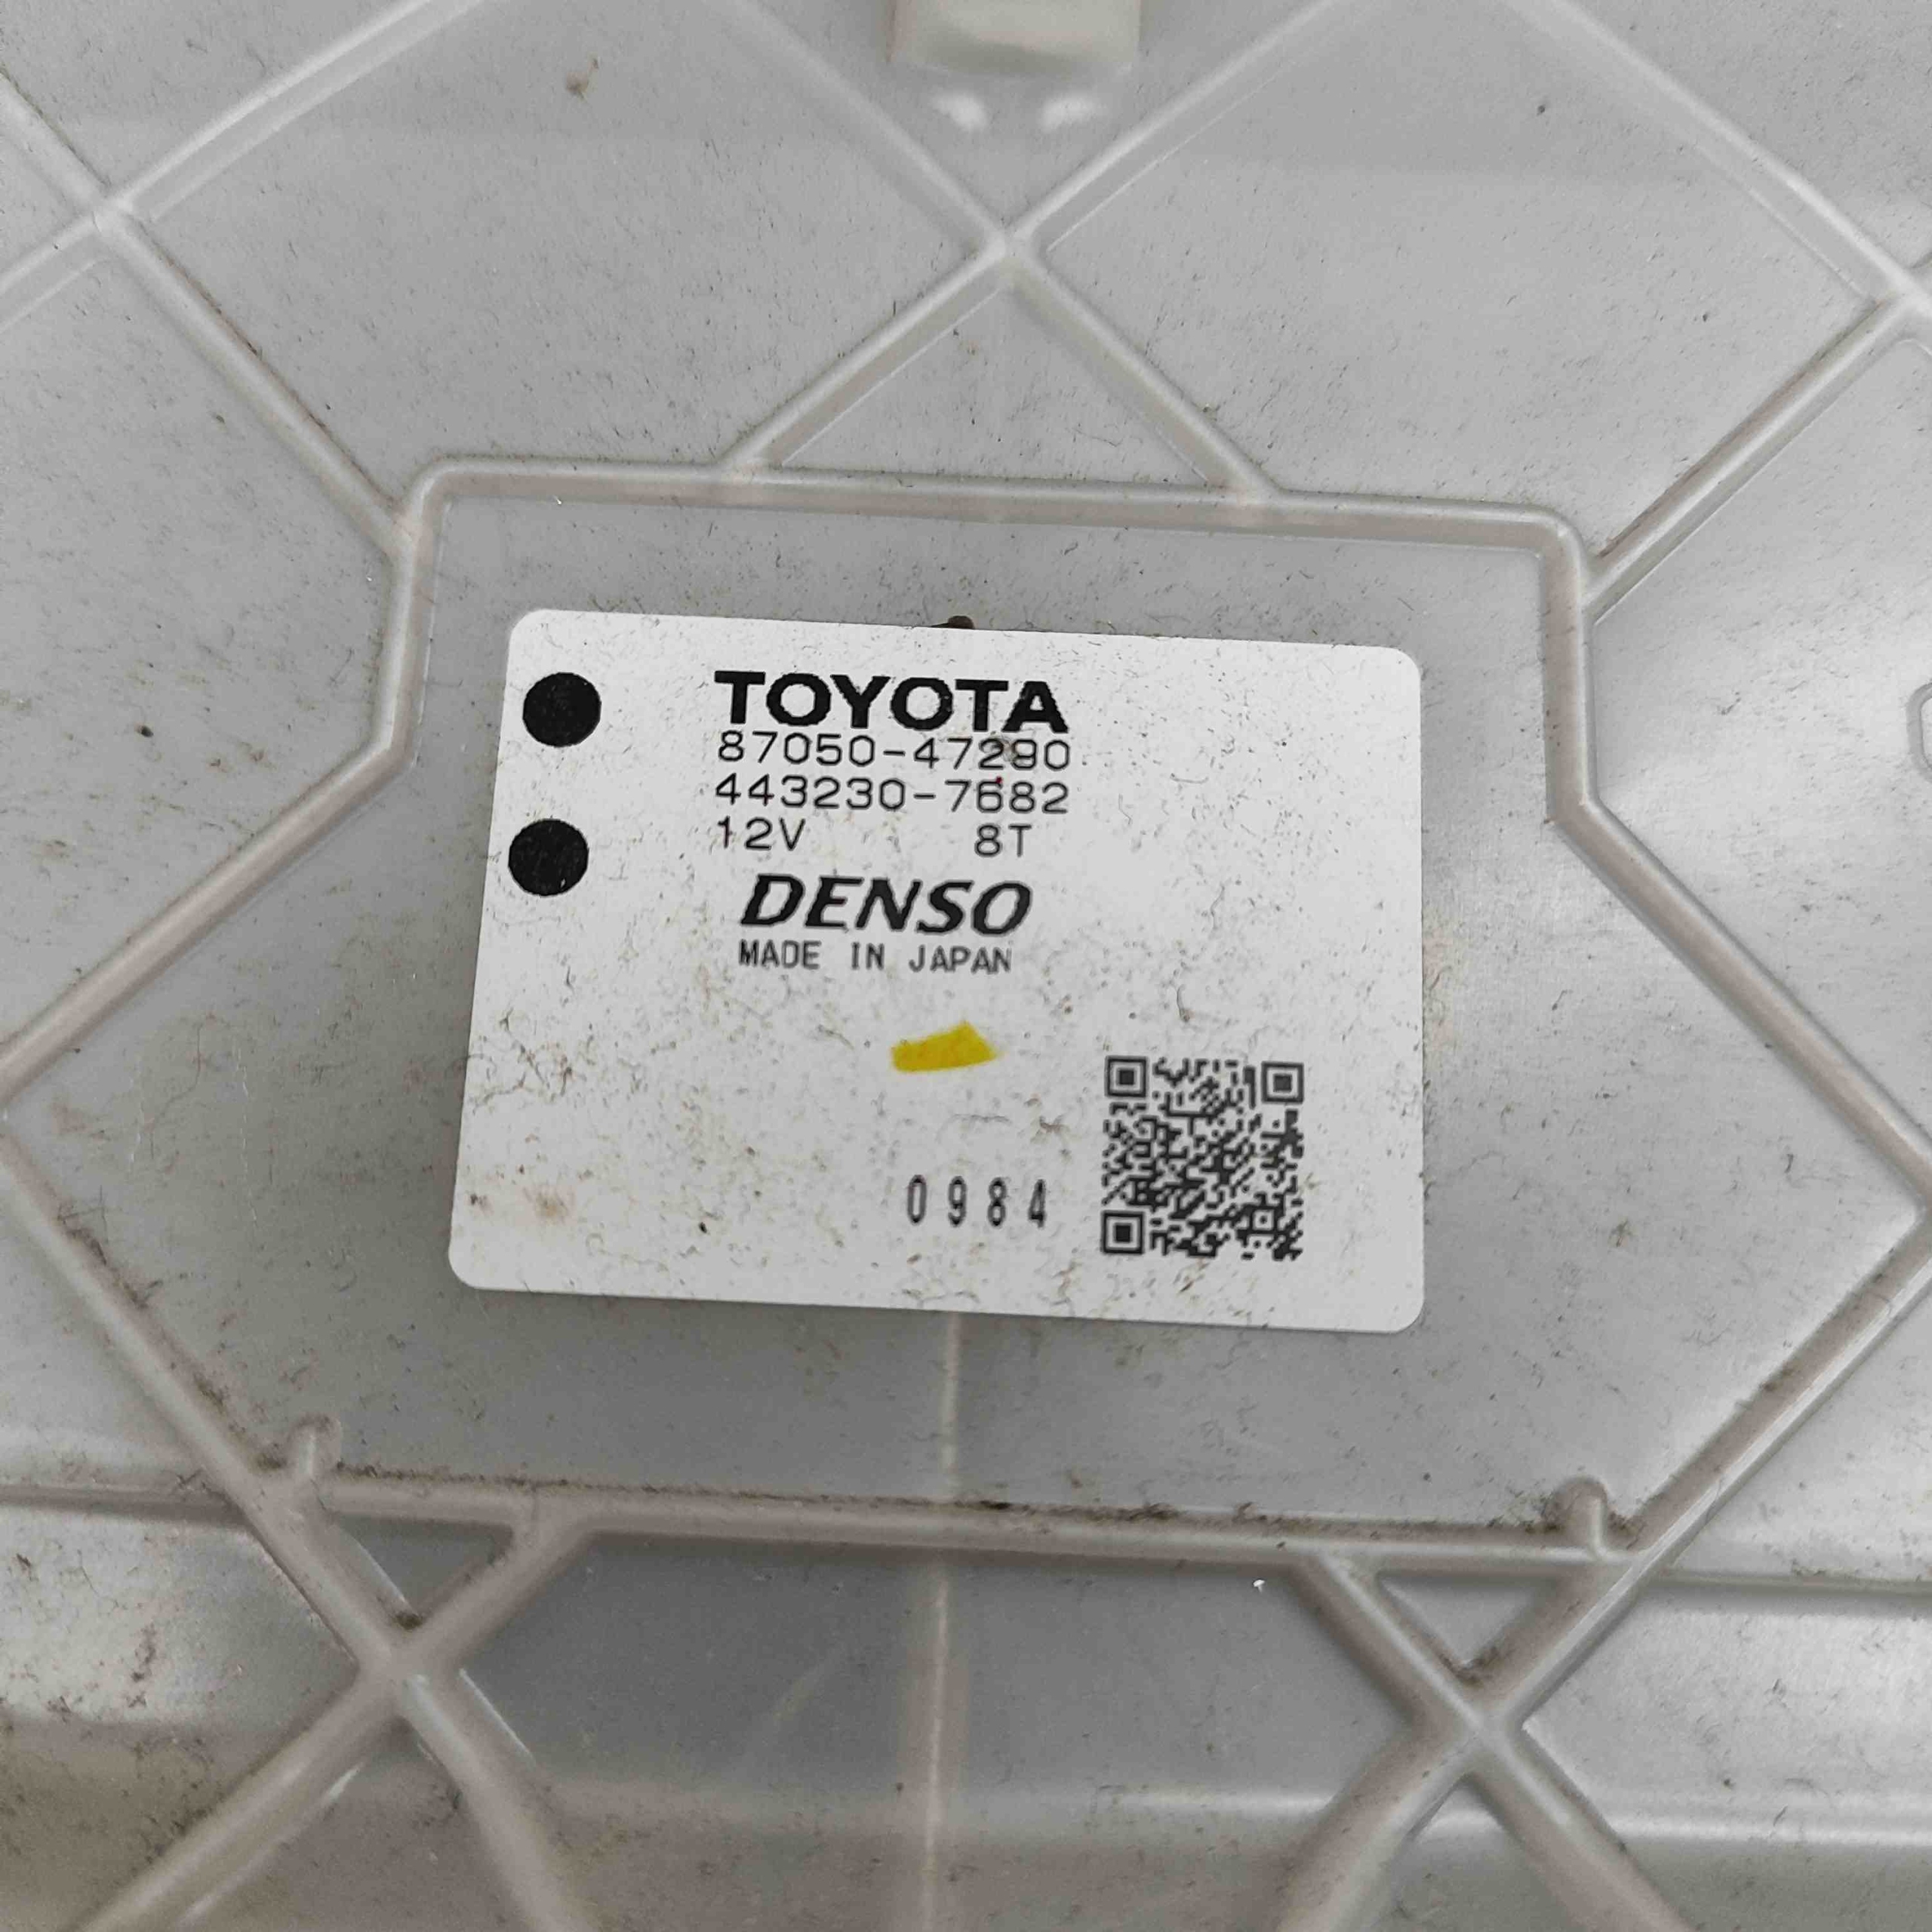 TOYOTA
87050-47290
443230-7682
12V 8T
DENSO
MADE IN JAPAN
0984